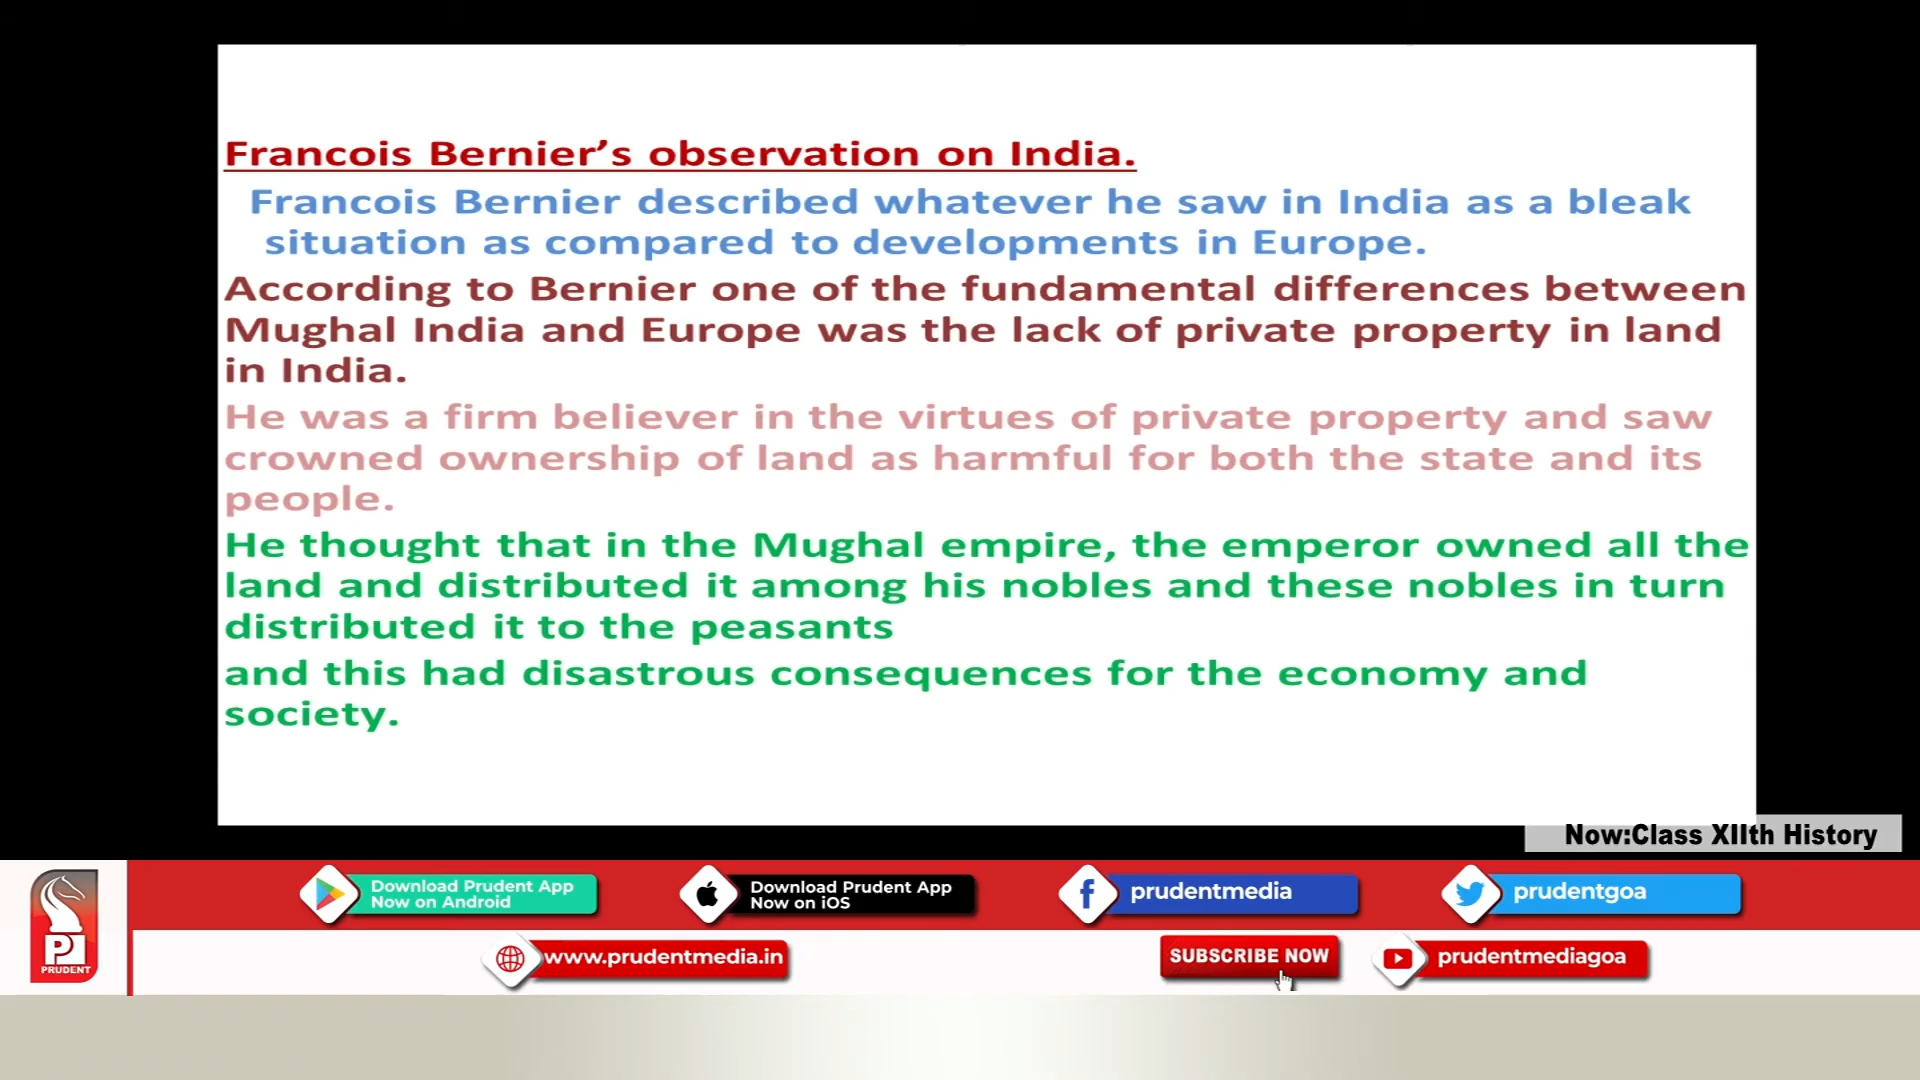 Francois Bernier’s observation on India.
Francois Bernier described whatever he saw in India as a bleak
situation as compared to developments in Europe.
According to Bernier one of the fundamental differences between
Mughal India and Europe was the lack of private property in land
in India.
He was a firm believer in the virtues of private property and saw
crowned ownership of land as harmful for both the state and its
people.
He thought that in the Mughal empire, the emperor owned all the
land and distributed it among his nobles and these nobles in turn
distributed it to the peasants
and this had disastrous consequences for the economy and
society.
Now:Class XIIth History
Download Prudent App
Now on Android
Download Prudent App
Now on iOS
prudentmedia
prudentgoa
PRUDENT
www.prudentmedia.in
SUBSCRIBE NOW
prudentmediagoa